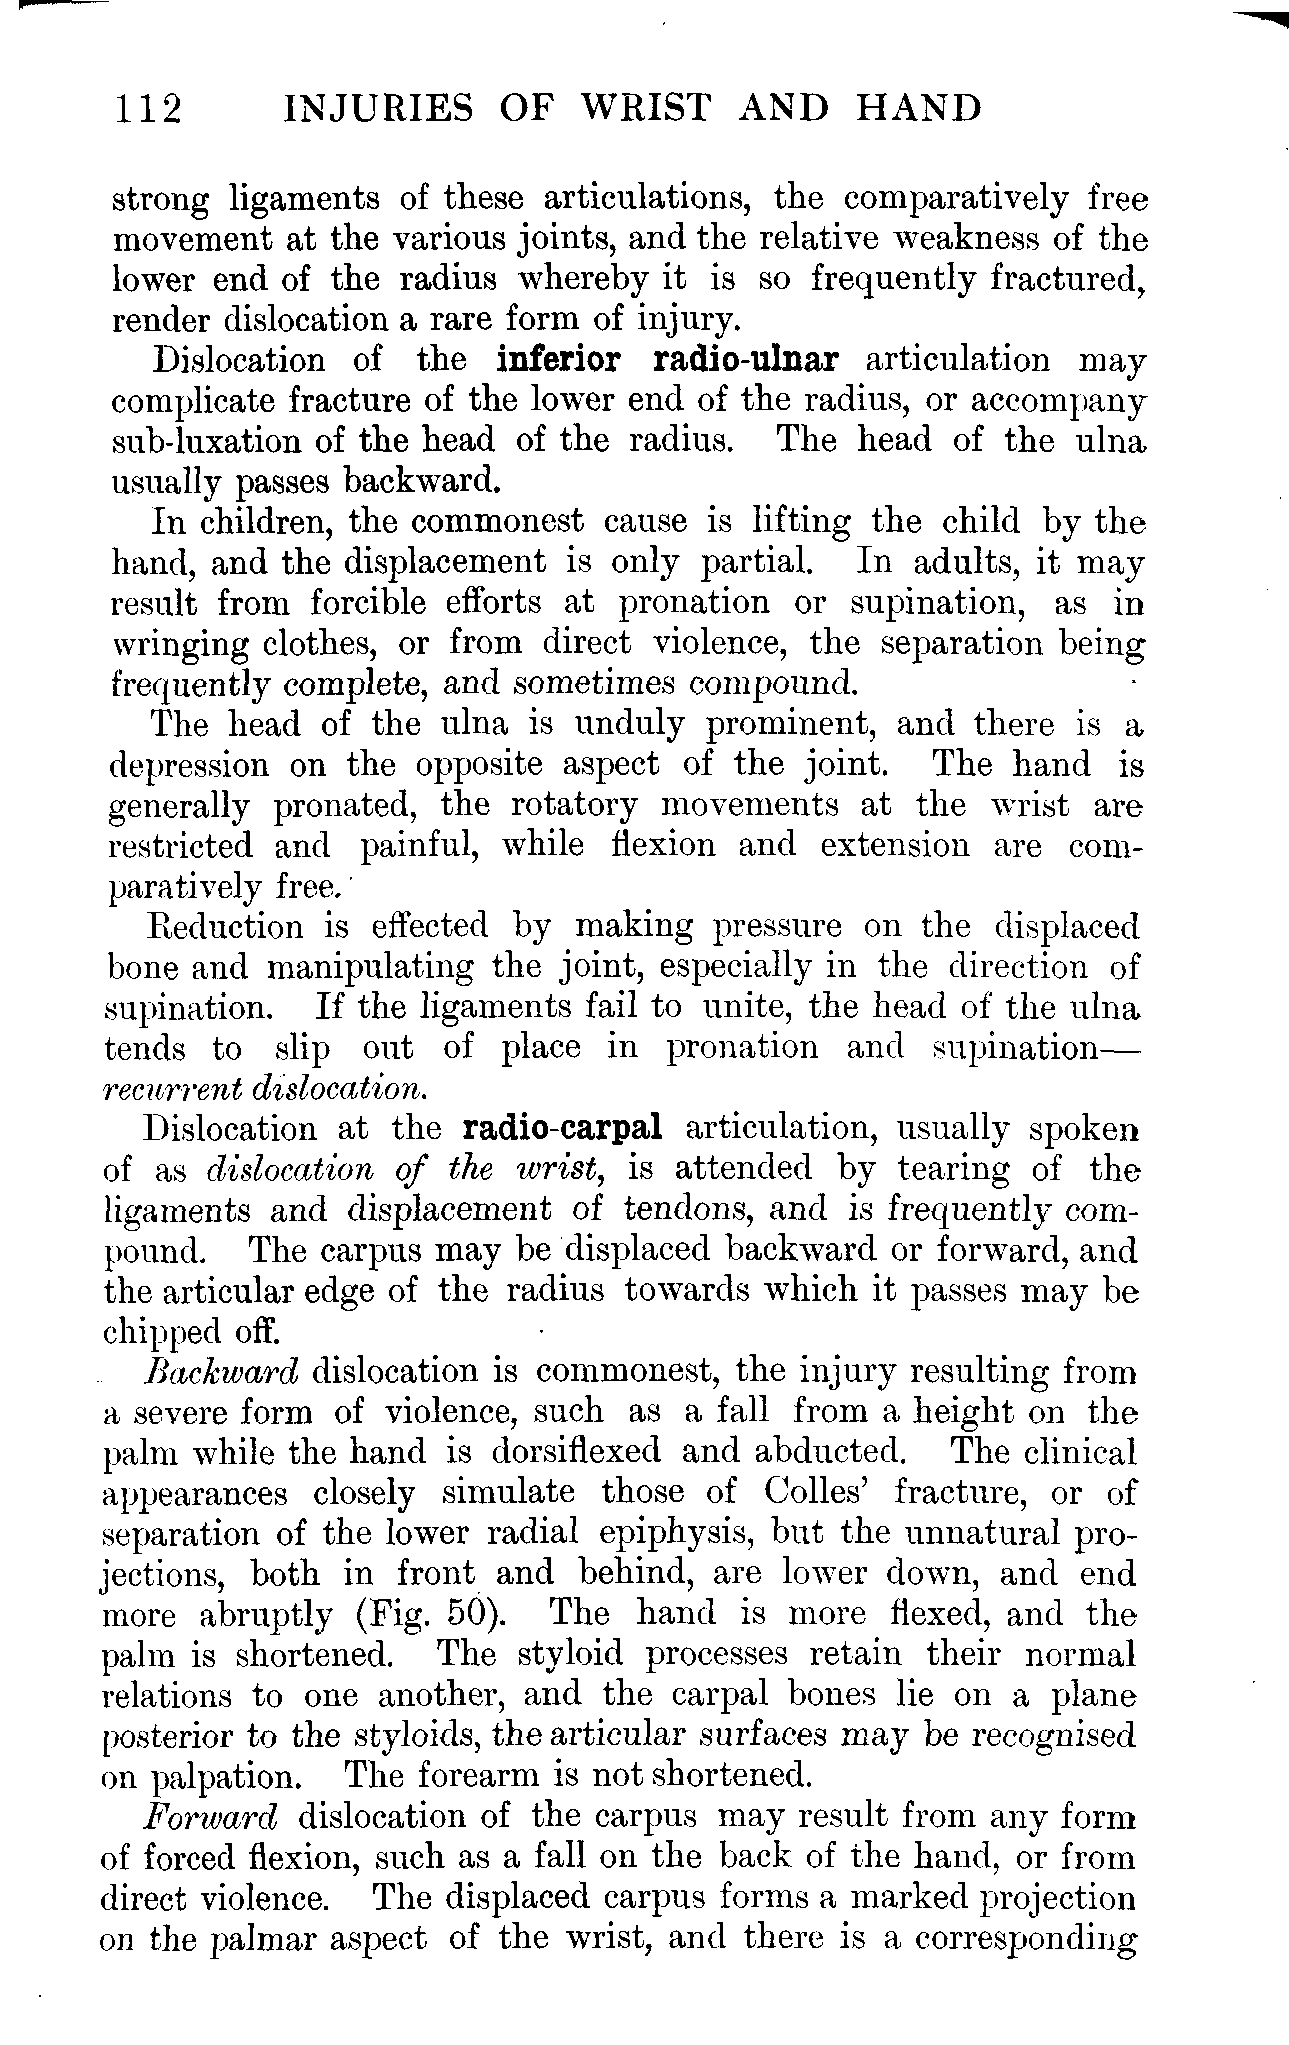 112 INJURIES OF WRIST AND HAND
strong ligaments of these articulations, the comparatively free
movement at the various joints, and the relative weakness of the
lower end of the radius whereby it is so frequently fractured,
render dislocation a rare form of injury.
Dislocation of the inferior radio-ulnar articulation may
complicate fracture of the lower end of the radius, or accompany
sub-luxation of the head of the radius. The head of the ulna
usually passes backward.
In children, the commonest cause is lifting the child by the
hand, and the displacement is only partial. In adults, it may
result from forcible efforts at pronation or supination, as in
wringing clothes, or from direct violence, the separation being
frequently complete, and sometimes compound.
The head of the ulna is unduly prominent, and there is a
depression on the opposite aspect of the joint. The hand is
generally pronated, the rotatory movements at the wrist are
restricted and painful, while flexion and extension are com-
paratively free.
Reduction is effected by making pressure on the displaced
bone and manipulating the joint, especially in the direction of
supination. If the ligaments fail to unite, the head of the ulna
tends to slip out of place in pronation and supination—
recurrent dislocation.
Dislocation at the radio-carpal articulation, usually spoken
of as dislocation of the wrist, is attended by tearing of the
ligaments and displacement of tendons, and is frequently com-
pound. The carpus may be displaced backward or forward, and
the articular edge of the radius towards which it passes may be
chipped off.
Backward dislocation is commonest, the injury resulting from
a severe form of violence, such as a fall from a height on the
palm while the hand is dorsiflexed and abducted. The clinical
appearances closely simulate those of Colles' fracture, or of
separation of the lower radial epiphysis, but the unnatural pro-
jections, both in front and behind, are lower down, and end
more abruptly (Fig. 50). The hand is more flexed, and the
palm is shortened. The styloid processes retain their normal
relations to one another, and the carpal bones lie on a plane
posterior to the styloids, the articular surfaces may be recognised
on palpation. The forearm is not shortened.
Forward dislocation of the carpus may result from any form
of forced flexion, such as a fall on the back of the hand, or from
direct violence. The displaced carpus forms a marked projection
on the palmar aspect of the wrist, and there is a corresponding